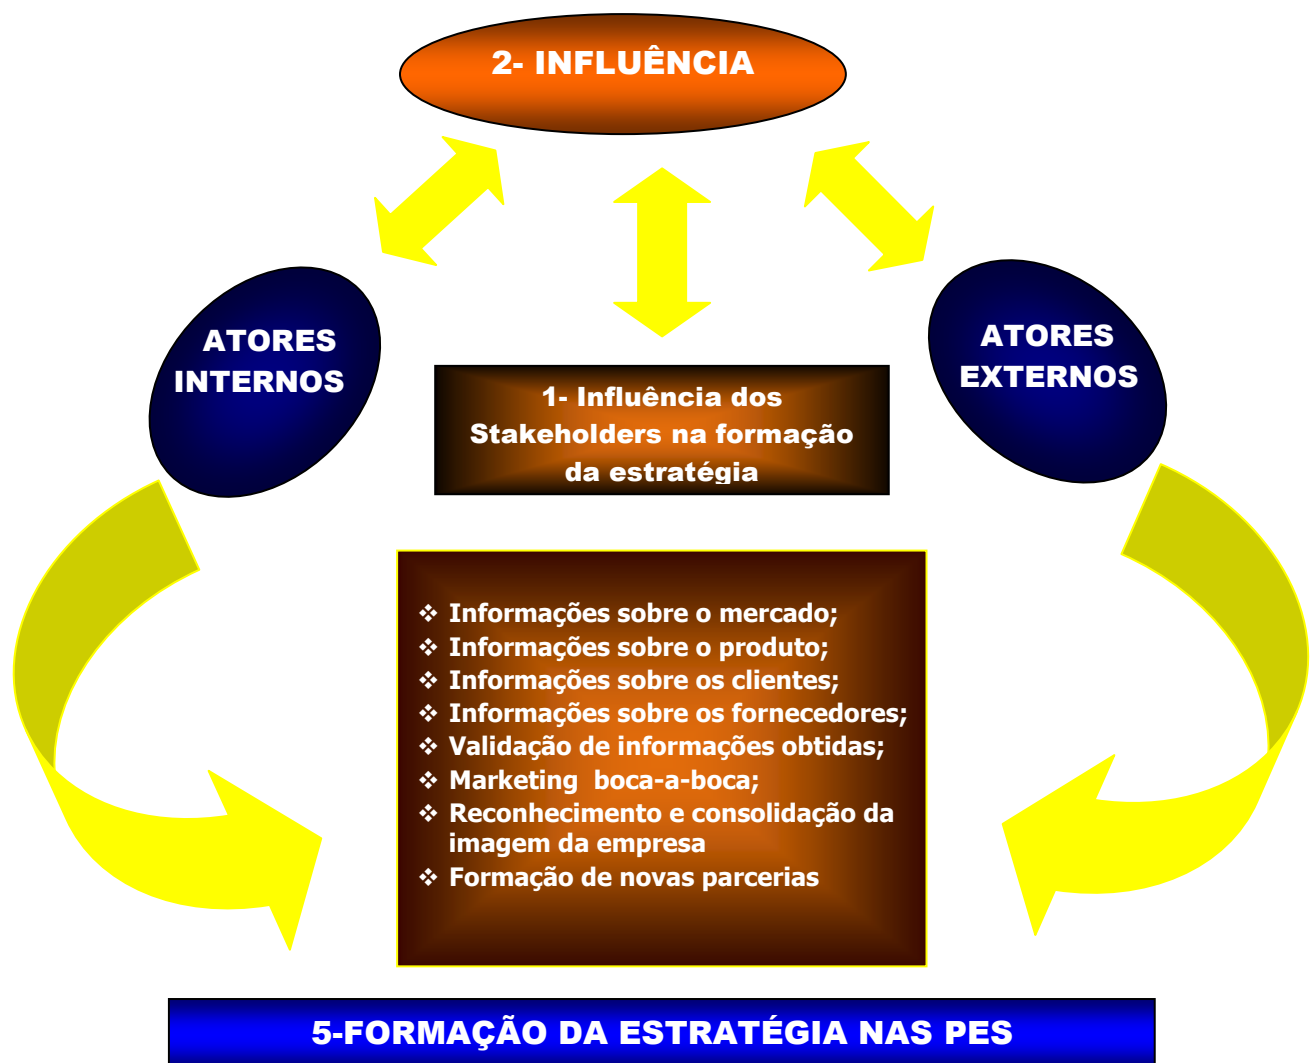 2- INFLUÊNCIA
ATORES
INTERNOS
ATORES
EXTERNOS
1- Influência dos
Stakeholders na formação
da estratégia
❖ Informações sobre o mercado;
❖ Informações sobre o produto;
❖ Informações sobre os clientes;
❖ Informações sobre os fornecedores;
❖ Validação de informações obtidas;
❖ Marketing  boca-a-boca;
❖ Reconhecimento e consolidação da
imagem da empresa
❖ Formação de novas parcerias
5-FORMAÇÃO DA ESTRATÉGIA NAS PES